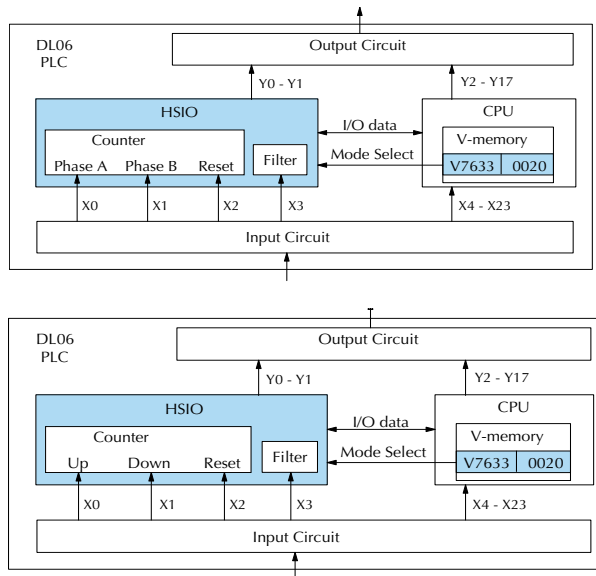 DL06
PLC
Output Circuit
Y0 - Y1
Y2 - Y17
HSIO
CPU
Counter
I/O data
V-memory
Phase A Phase B Reset
Filter
Mode Select
V7633 0020
X0
X1
X2
X3
X4 - X23
Input Circuit
DL06
PLC
Output Circuit
Y0 - Y1
Y2 - Y17
HSIO
CPU
Counter
I/O data
V-memory
Up Down Reset
Filter
Mode Select
V7633 0020
X0
X1
X2
X3
X4 - X23
Input Circuit